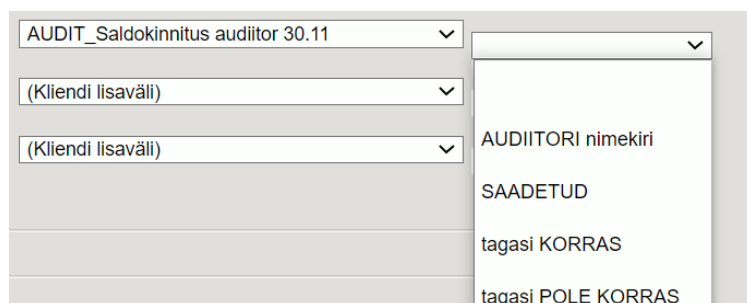 AUDIT_Saldokinnitus audiitor 30.11
(Kliendi lisaväli)
(Kliendi lisaväli)
AUDIITORI nimekiri
SAADETUD
tagasi KORRAS
tagasi POLE KORRAS